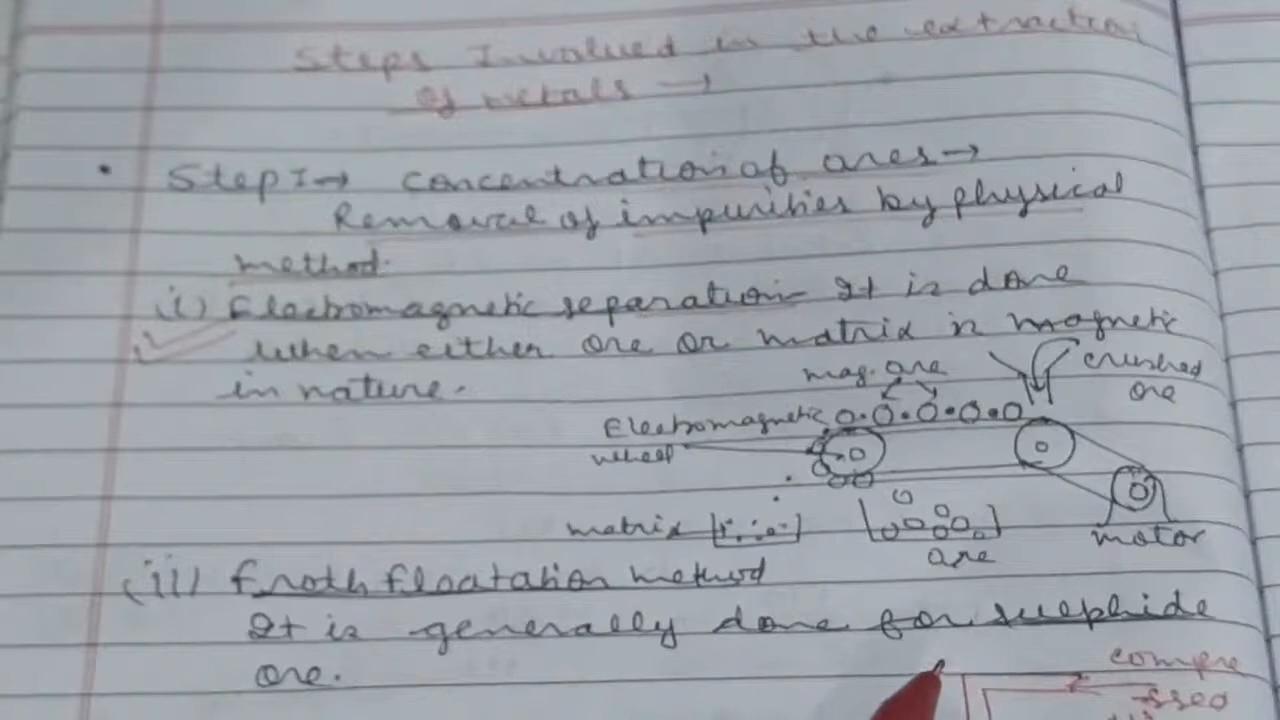 Steps Involved in the extraction
of metals →
• Step I → concentration of ores →
Removal of impurities by physical
method.
(i) Electromagnetic separation - It is done
when either ore or matrix is magnetic
in nature.
mag. ore
crushed
ore
Electromagnetic
wheel
matrix
ore
motor
(ii) froth floatation method
It is generally done for sulphide
ore.
compre
-ssed